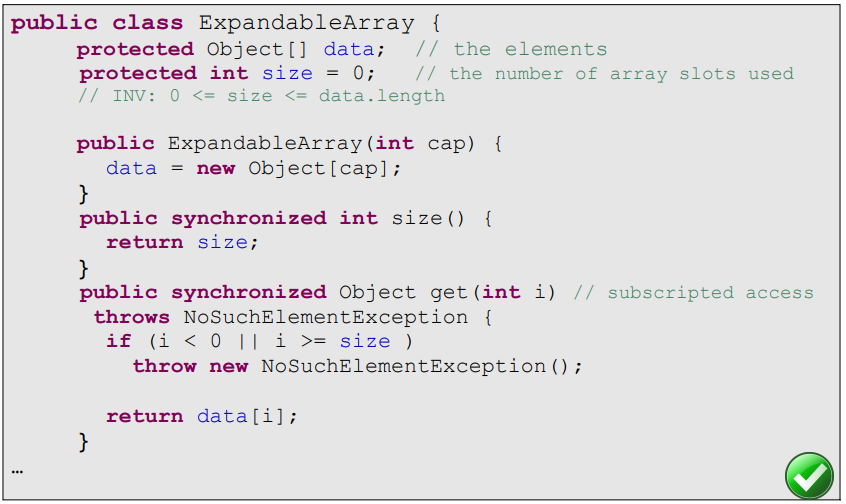 public class ExpandableArray {
protected Object[] data; // the elements
protected int size = 0; // the number of array slots used
// INV: 0 <= size <= data.length
public ExpandableArray(int cap) {
data = new Object[cap];
}
public synchronized int size() {
return size;
}
public synchronized Object get(int i) // subscripted access
throws NoSuchElementException {
if (i < 0 || i >= size )
throw new NoSuchElementException();
return data[i];
}
…